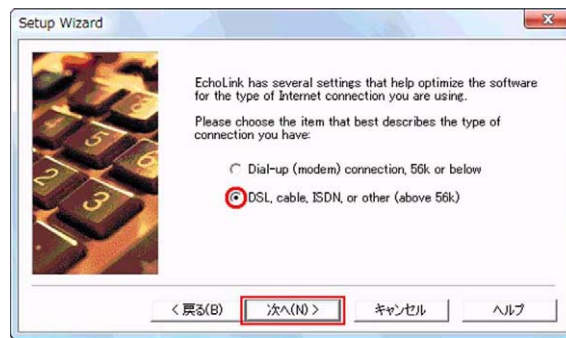 Setup Wizard
EchoLink has several settings that help optimize the software
for the type of Internet connection you are using.
Please choose the item that best describes the type of
connection you have:
Dial-up (modem) connection, 56k or below
DSL, cable, ISDN, or other (above 56k)
< 戻る(B) 次へ(N) > キャンセル ヘルプ